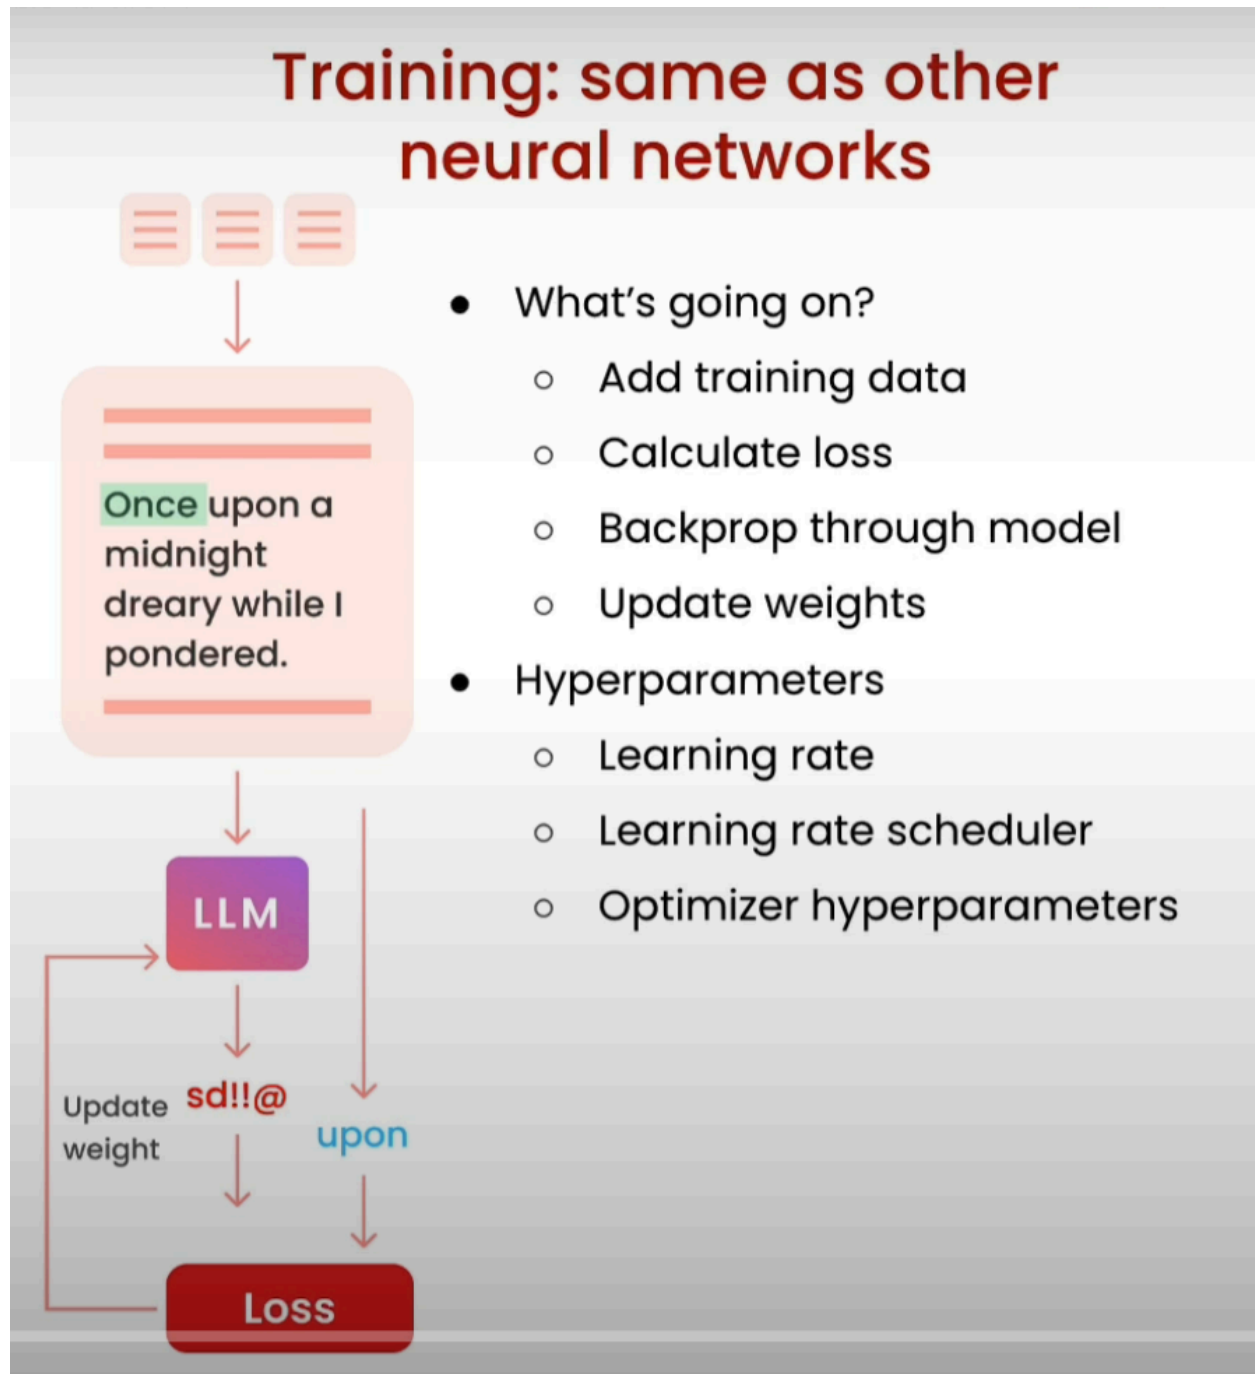 Training: same as other
neural networks
Once upon a
midnight
dreary while I
pondered.
LLM
Update
weight
sd!!@
upon
Loss
● What’s going on?
○ Add training data
○ Calculate loss
○ Backprop through model
○ Update weights
● Hyperparameters
○ Learning rate
○ Learning rate scheduler
○ Optimizer hyperparameters